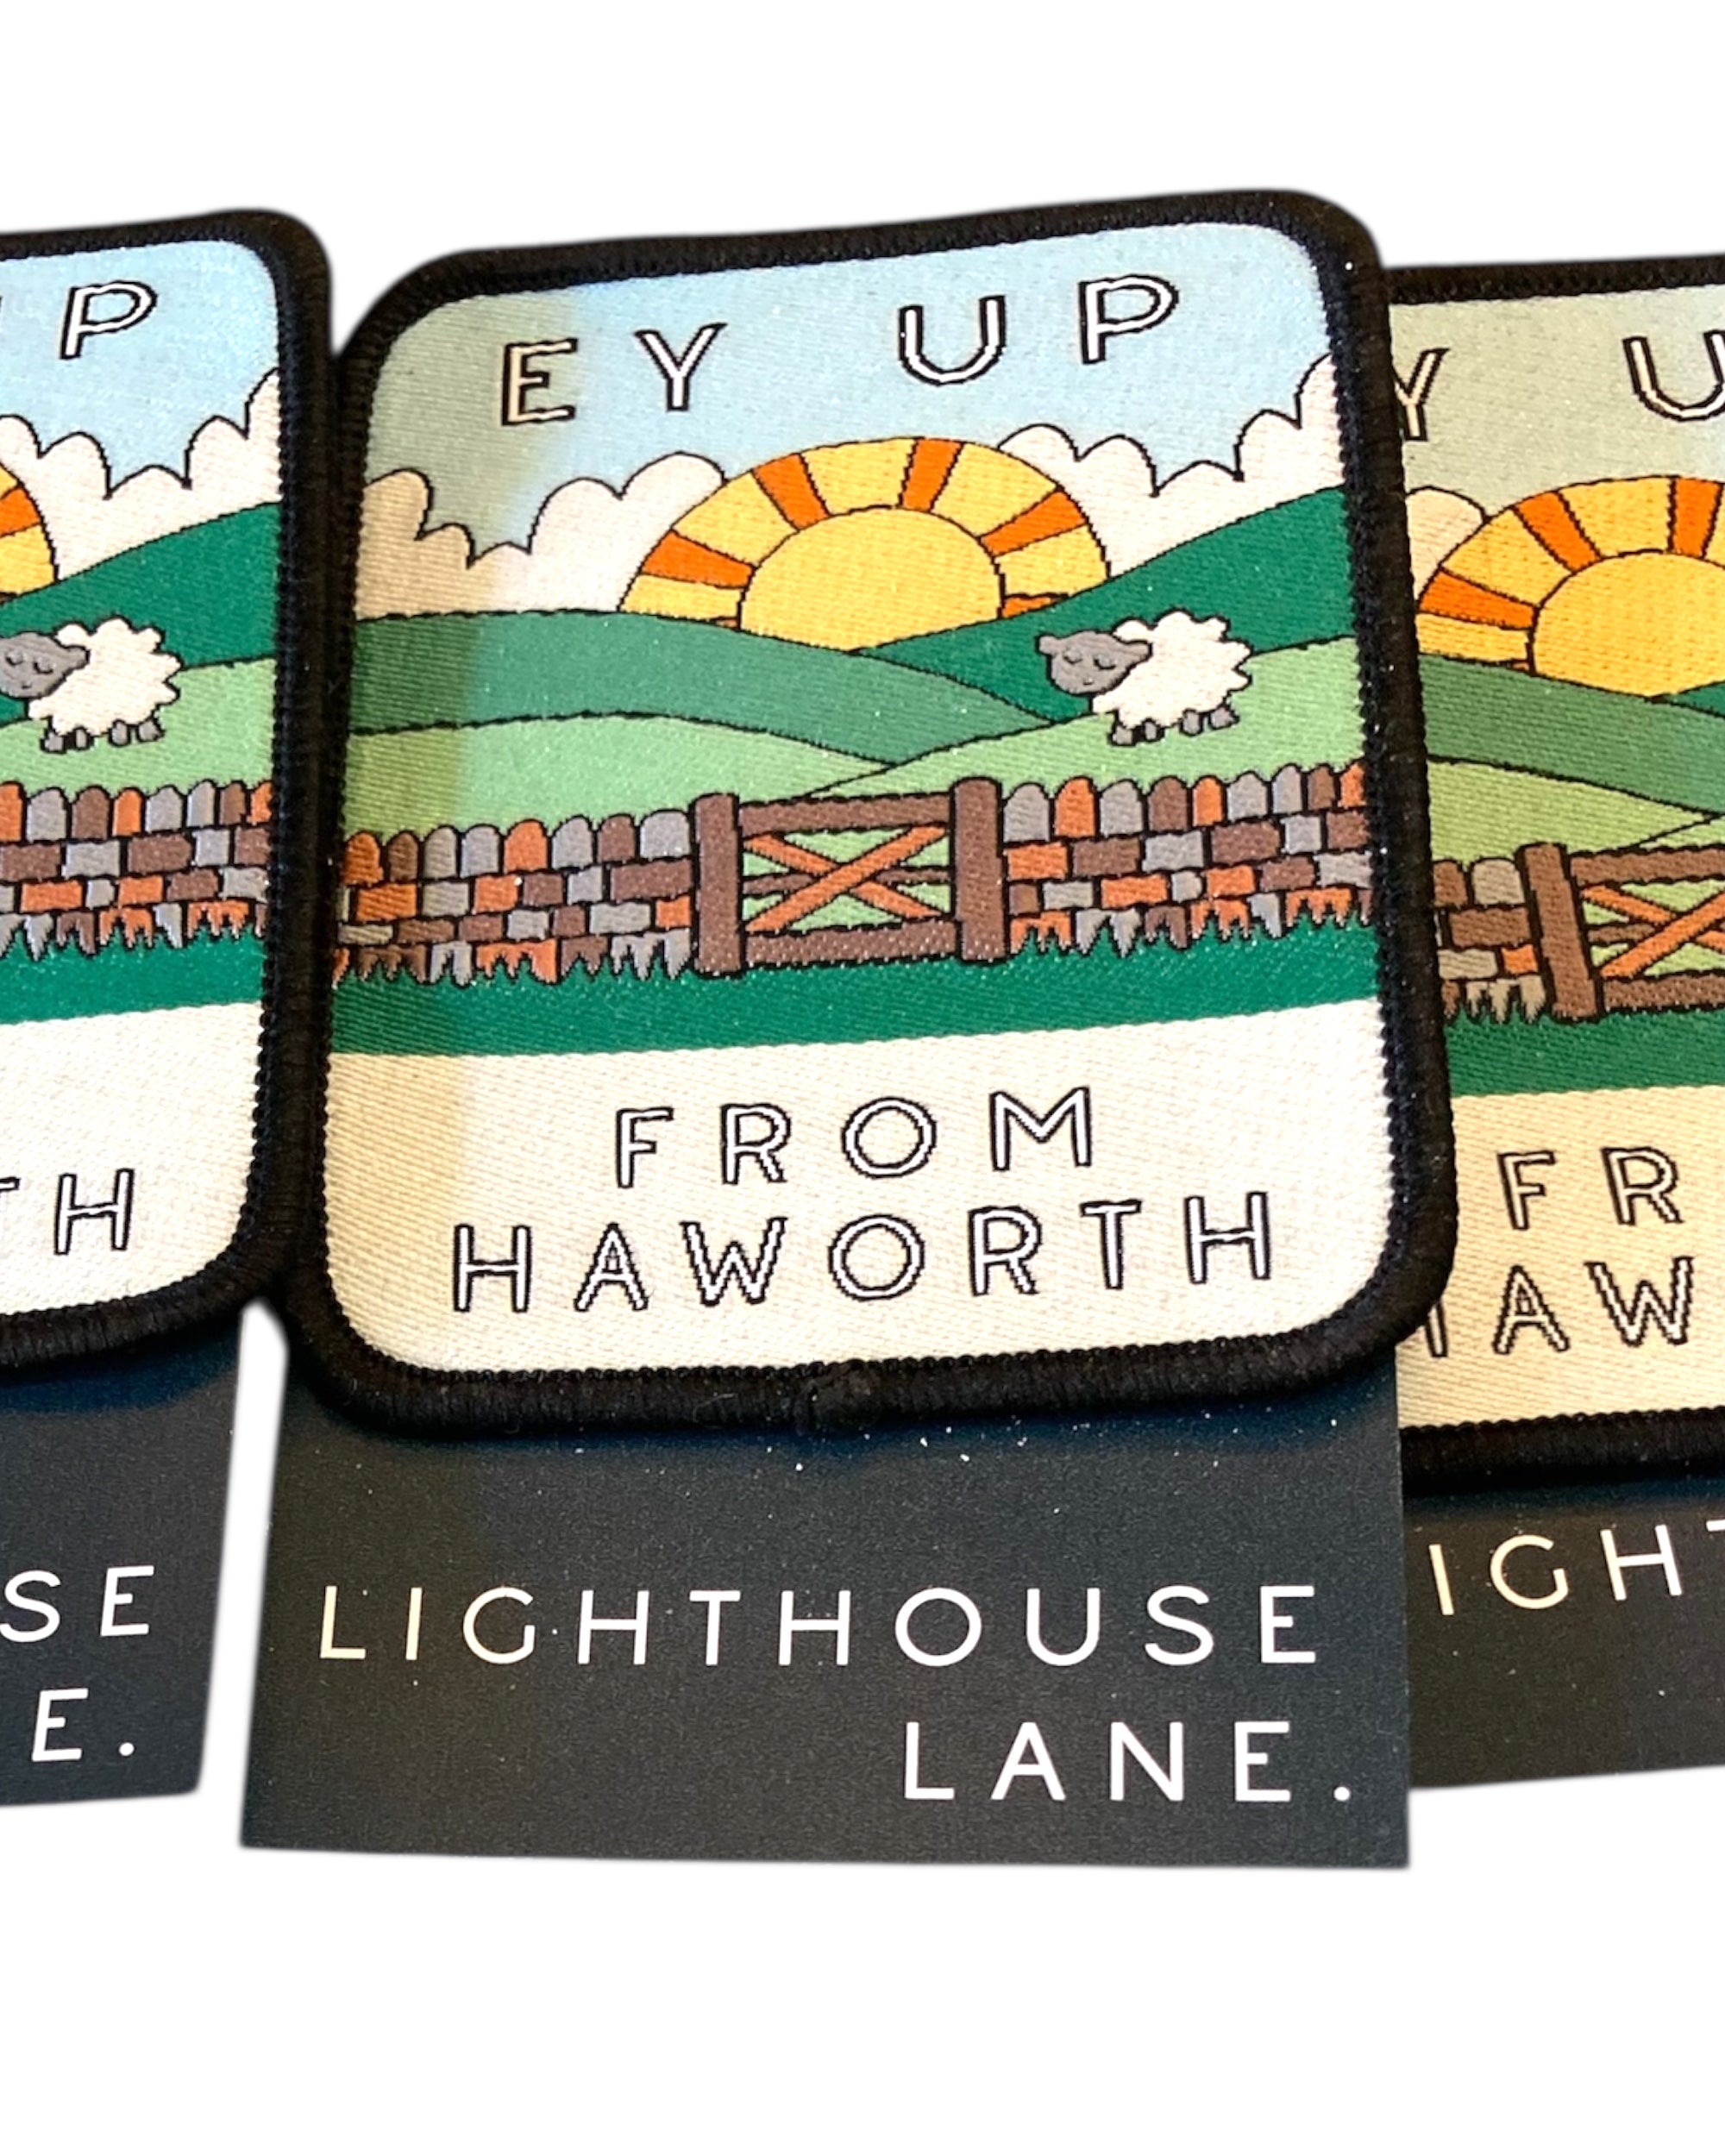 EY UP
FROM
HAWORTH
LIGHTHOUSE
LANE.